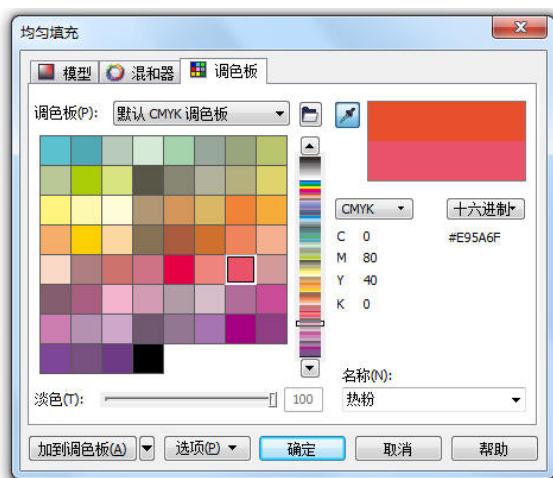 均匀填充
模型 混和器 调色板
调色板(P): 默认 CMYK 调色板
CMYK 十六进制
C 0 #E95A6F
M 80
Y 40
K 0
名称(N):
淡色(T): 100 热粉
加到调色板(A) 选项(P) 确定 取消 帮助